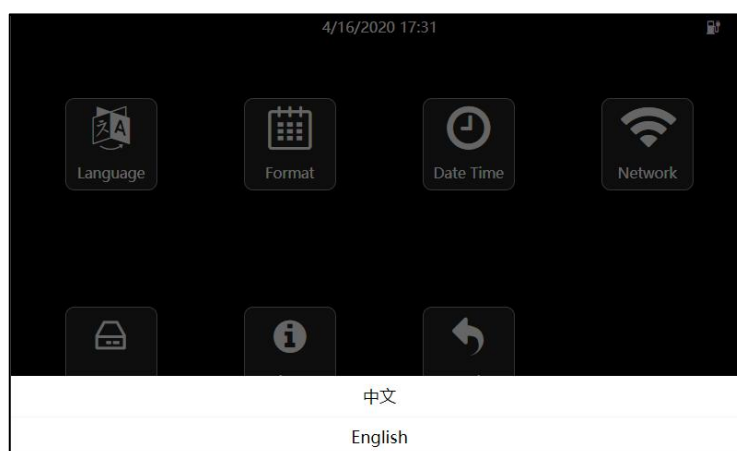 4/16/2020 17:31
Language
Format
Date Time
Network
中文
English